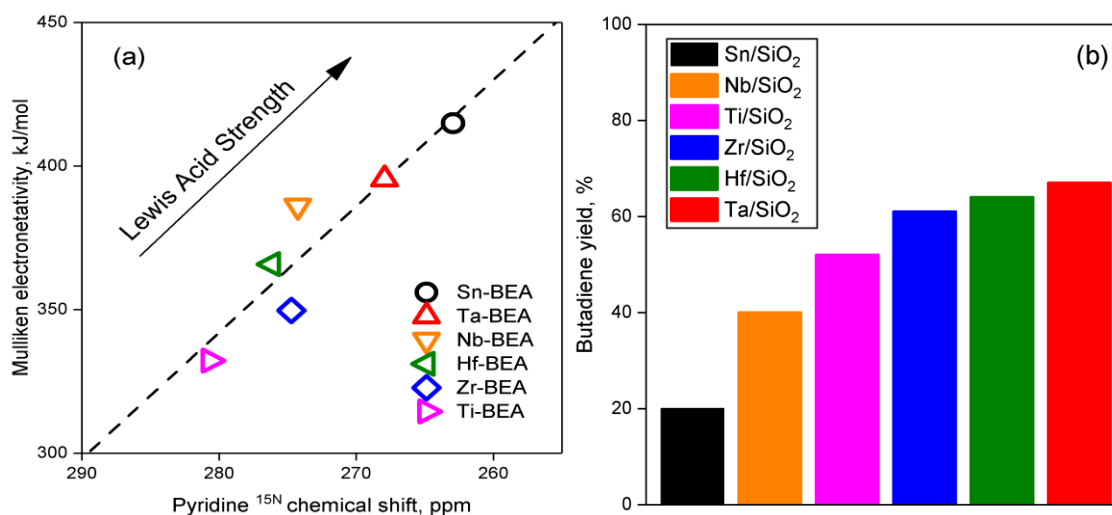 (a)
Lewis Acid Strength
Mulliken electronetativity, kJ/mol
450
400
350
300
Sn-BEA
Ta-BEA
Nb-BEA
Hf-BEA
Zr-BEA
Ti-BEA
290
280
270
260
Pyridine ¹⁵N chemical shift, ppm
(b)
Butadiene yield, %
100
80
60
40
20
0
Sn/SiO₂
Nb/SiO₂
Ti/SiO₂
Zr/SiO₂
Hf/SiO₂
Ta/SiO₂